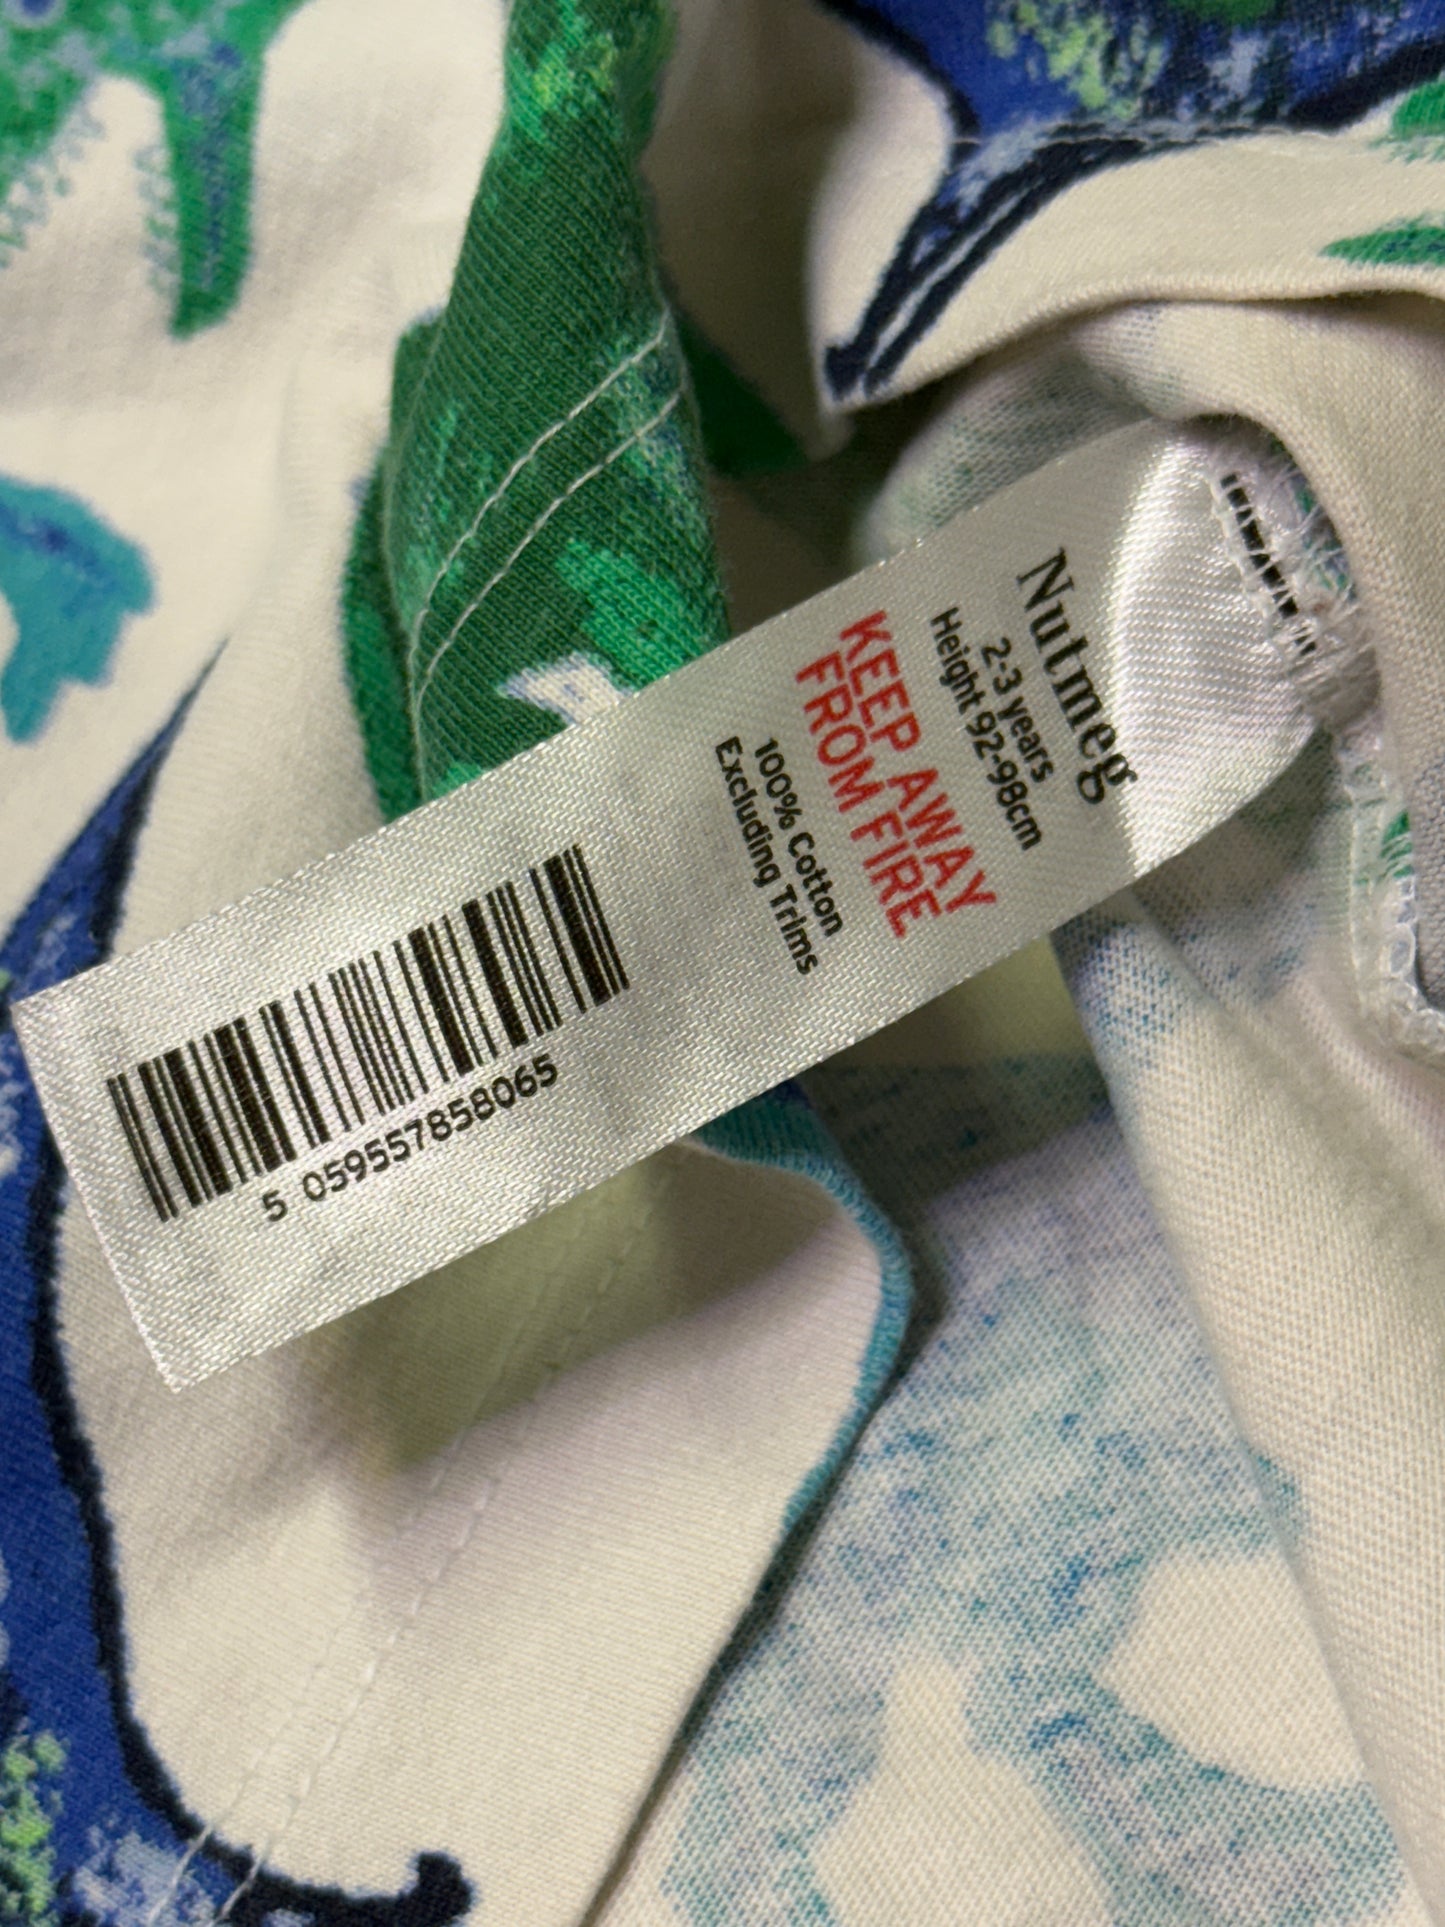 Nutmeg
2-3 years
Height 92-98cm
KEEP AWAY
FROM FIRE
100% Cotton
Excluding Trims
5 059557858065